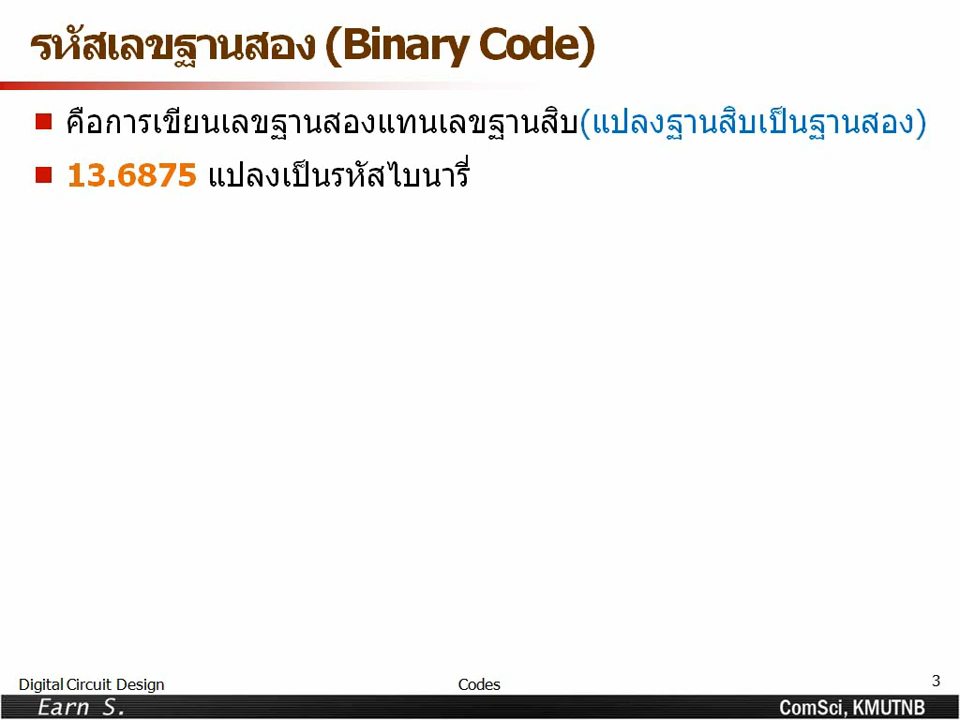 รหัสเลขฐานสอง (Binary Code)
คือการเขียนเลขฐานสองแทนเลขฐานสิบ(แปลงฐานสิบเป็นฐานสอง)
13.6875 แปลงเป็นรหัสไบนารี่
Digital Circuit Design Codes 3
Earn S. ComSci, KMUTNB